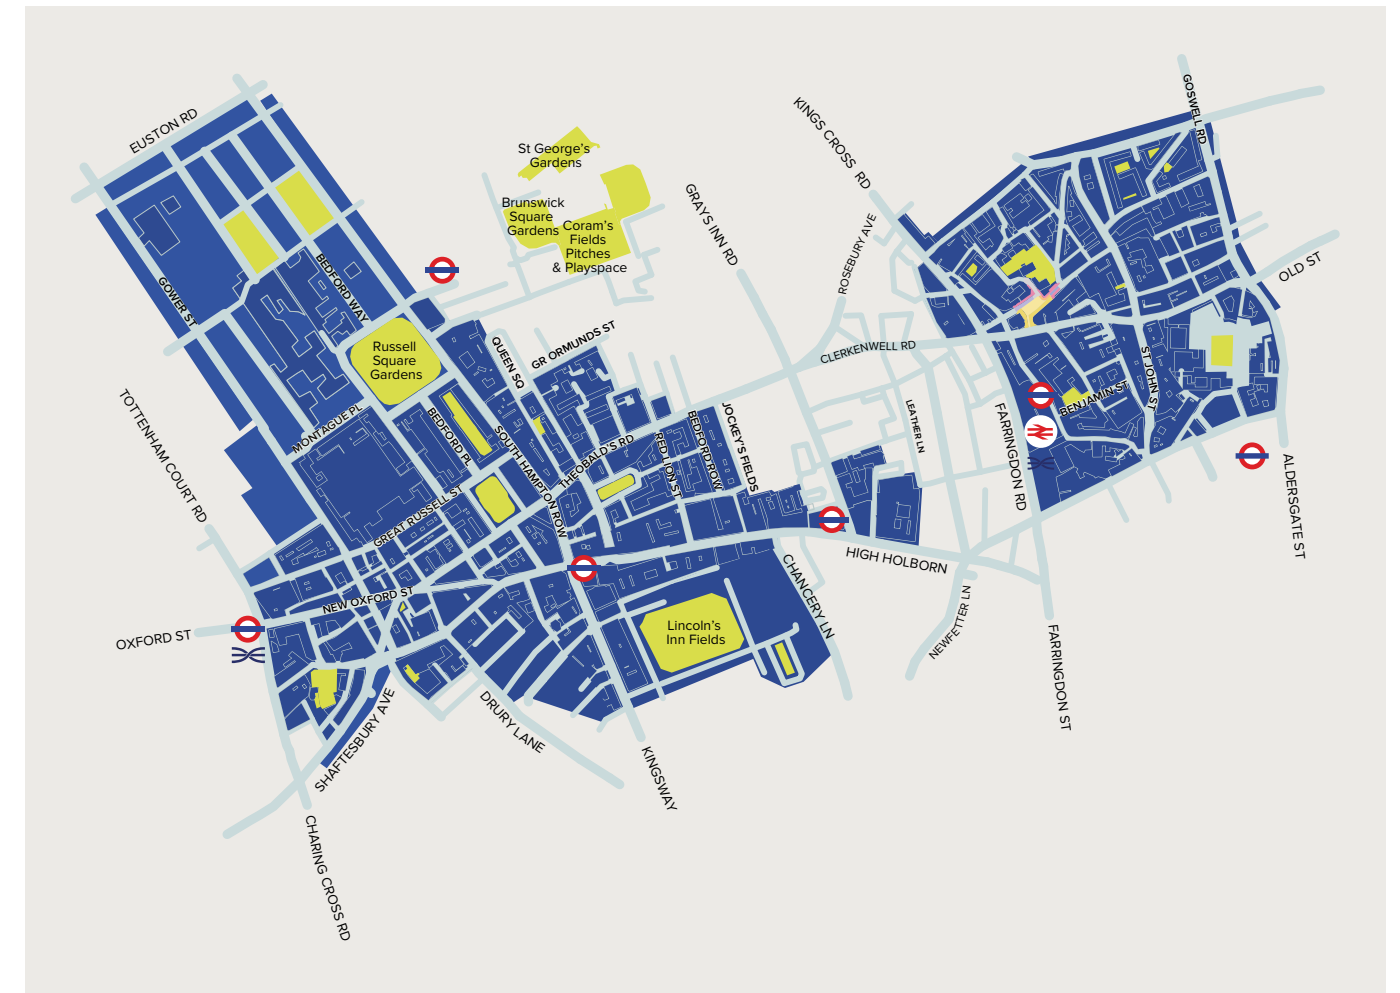 EUSTON RD
GOSWELL RD
KINGS CROSS RD
St George's
Gardens
Brunswick
Square
Gardens
Coram's
Fields
Pitches
& Playspace
GRAYS INN RD
ROSEBURY AVE
OLD ST
GOWER ST
BEDFORD WAY
Russell
Square
Gardens
QUEEN SQ
GR ORMUNDS ST
CLERKENWELL RD
ST JOHN ST
BENJAMIN ST
TOTTENHAM COURT RD
MONTAGUE PL
BEDFORD PL
SOUTH HAMPTON ROW
THEOBALD'S RD
RED LION ST
BEDFORD ROW
JOCKEY'S FIELDS
LEATHER LN
FARRINGDON RD
ALDERSGATE ST
GREAT RUSSELL ST
HIGH HOLBORN
CHANCERY LN
NEWFETTER LN
NEW OXFORD ST
OXFORD ST
Lincoln's
Inn Fields
FARRINGDON ST
SHAFTESBURY AVE
DRURY LANE
KINGSWAY
CHARING CROSS RD